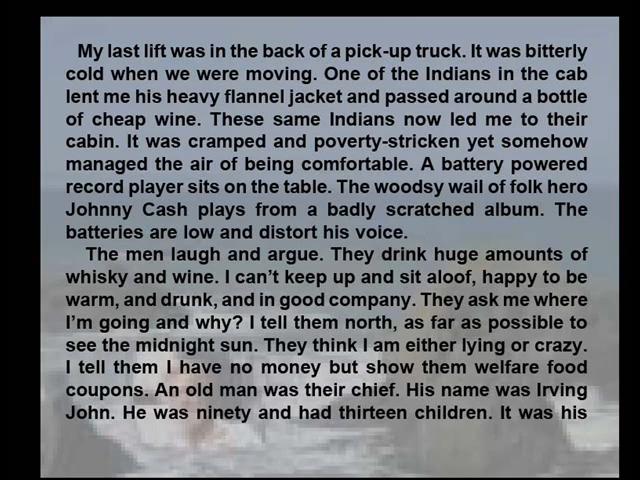 My last lift was in the back of a pick-up truck. It was bitterly
cold when we were moving. One of the Indians in the cab
lent me his heavy flannel jacket and passed around a bottle
of cheap wine. These same Indians now led me to their
cabin. It was cramped and poverty-stricken yet somehow
managed the air of being comfortable. A battery powered
record player sits on the table. The woodsy wail of folk hero
Johnny Cash plays from a badly scratched album. The
batteries are low and distort his voice.
The men laugh and argue. They drink huge amounts of
whisky and wine. I can't keep up and sit aloof, happy to be
warm, and drunk, and in good company. They ask me where
I'm going and why? I tell them north, as far as possible to
see the midnight sun. They think I am either lying or crazy.
I tell them I have no money but show them welfare food
coupons. An old man was their chief. His name was Irving
John. He was ninety and had thirteen children. It was his